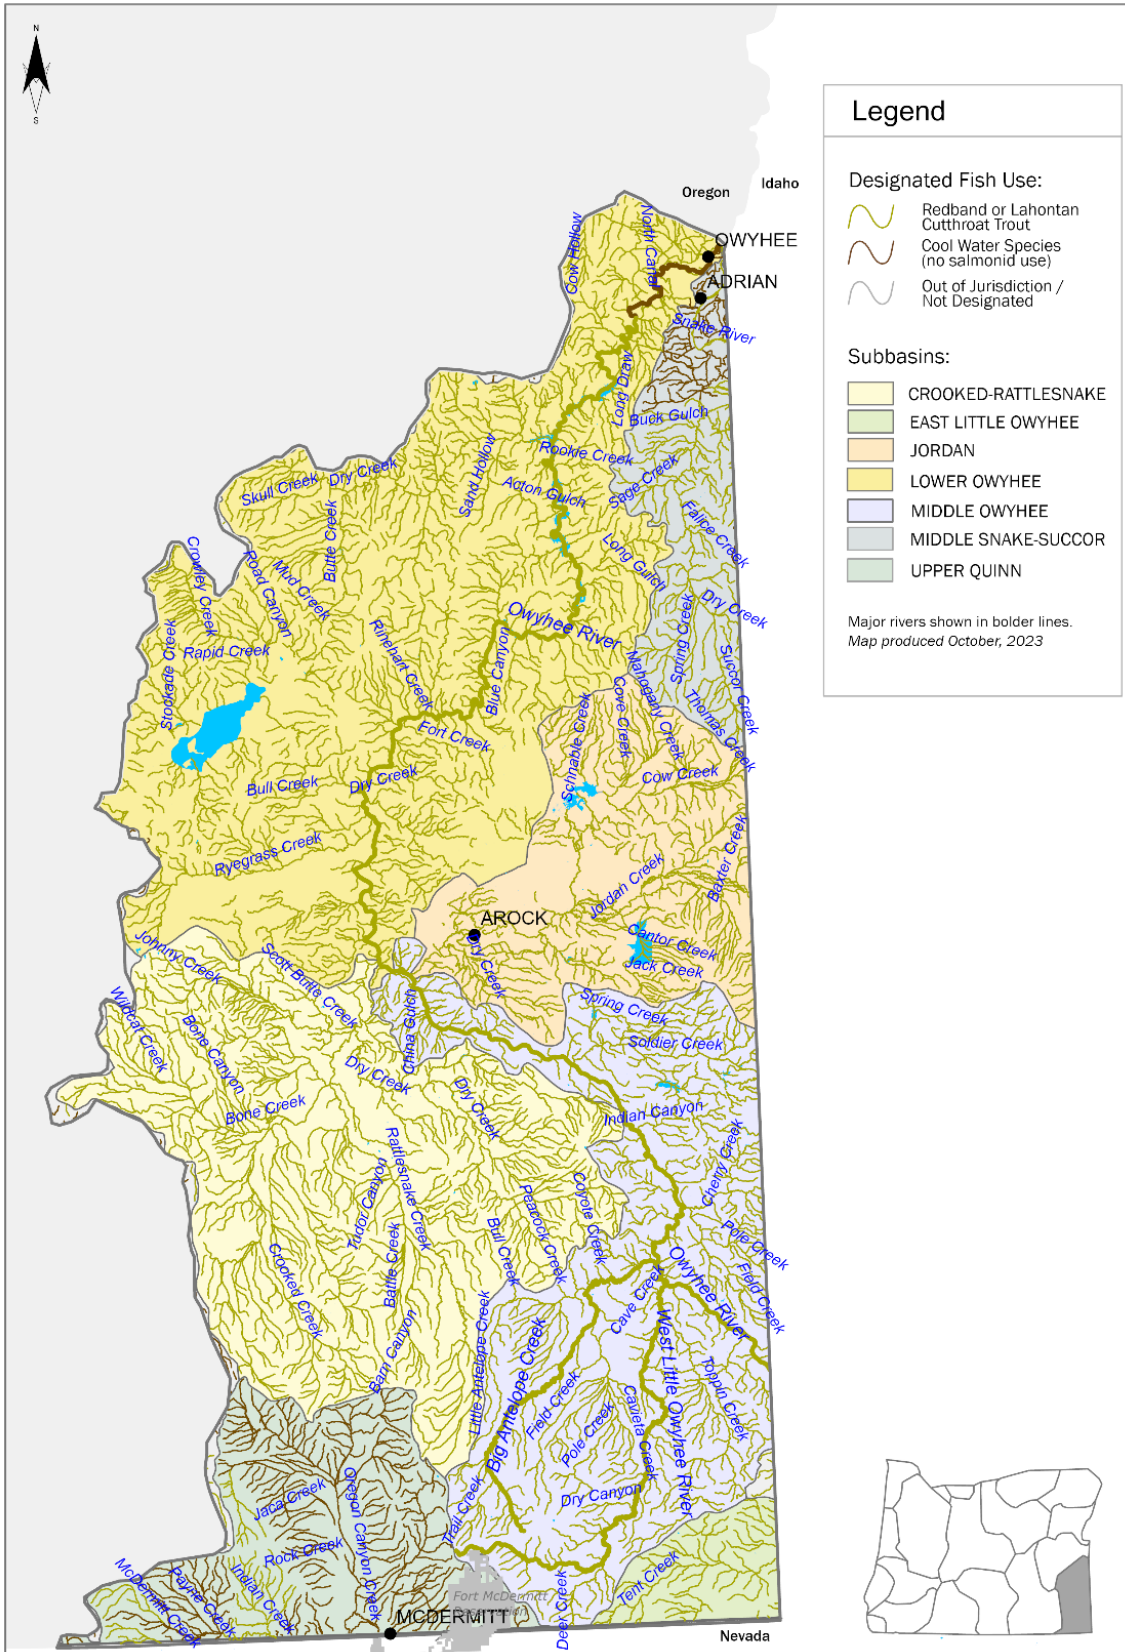 N
S
Oregon
Idaho
Legend
Designated Fish Use:
Redband or Lahontan
Cutthroat Trout
Cool Water Species
(no salmonid use)
Out of Jurisdiction /
Not Designated
Subbasins:
CROOKED-RATTLESNAKE
EAST LITTLE OWYHEE
JORDAN
LOWER OWYHEE
MIDDLE OWYHEE
MIDDLE SNAKE-SUCCOR
UPPER QUINN
Major rivers shown in bolder lines.
Map produced October, 2023
Cow Hollow
North Canal
OWYHEE
ADRIAN
Snake River
Long Draw
Buck Gulch
Rookie Creek
Sage Creek
Acton Gulch
Sand Hollow
Dry Creek
Skull Creek
Butte Creek
Falice Creek
Long Gulch
Crowley Creek
Road Canyon
Mud Creek
Dry Creek
Spring Creek
Owyhee River
Rapid Creek
Stockade Creek
Rinehart Creek
Blue Canyon
Mahogany Creek
Cove Creek
Succor Creek
Thomas Creek
Fort Creek
Schnable Creek
Cow Creek
Bull Creek
Dry Creek
Ryegrass Creek
Baxter Creek
Jordan Creek
AROCK
Dry Creek
Cantor Creek
Jack Creek
Johnny Creek
Scott Butte Creek
Wildcat Creek
Bone Canyon
China Gulch
Spring Creek
Soldier Creek
Dry Creek
Dry Creek
Bone Creek
Indian Canyon
Cherry Creek
Rattlesnake Creek
Tudor Canyon
Peacock Creek
Coyote Creek
Bull Creek
Pole Creek
Field Creek
Crooked Creek
Battle Creek
Owyhee River
Cave Creek
Barn Canyon
Little Antelope Creek
Big Antelope Creek
West Little Owyhee River
Field Creek
Pole Creek
Cavieta Creek
Toppin Creek
Jaca Creek
Oregon Canyon Creek
Trail Creek
Dry Canyon
Rock Creek
McDermitt Creek
Payne Creek
Indian Creek
Fort McDermitt
Reservation
MCDERMITT
Deer Creek
Tent Creek
Nevada